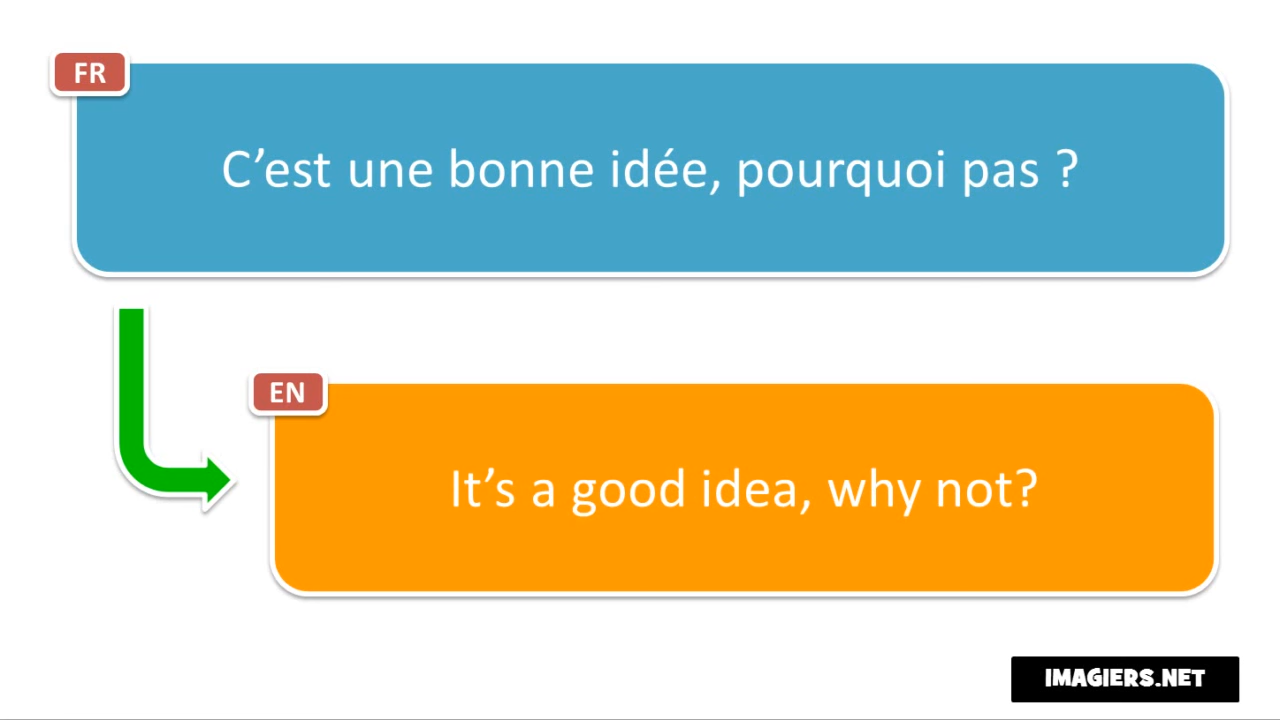 FR
C’est une bonne idée, pourquoi pas ?
EN
It’s a good idea, why not?
IMAGIERS.NET